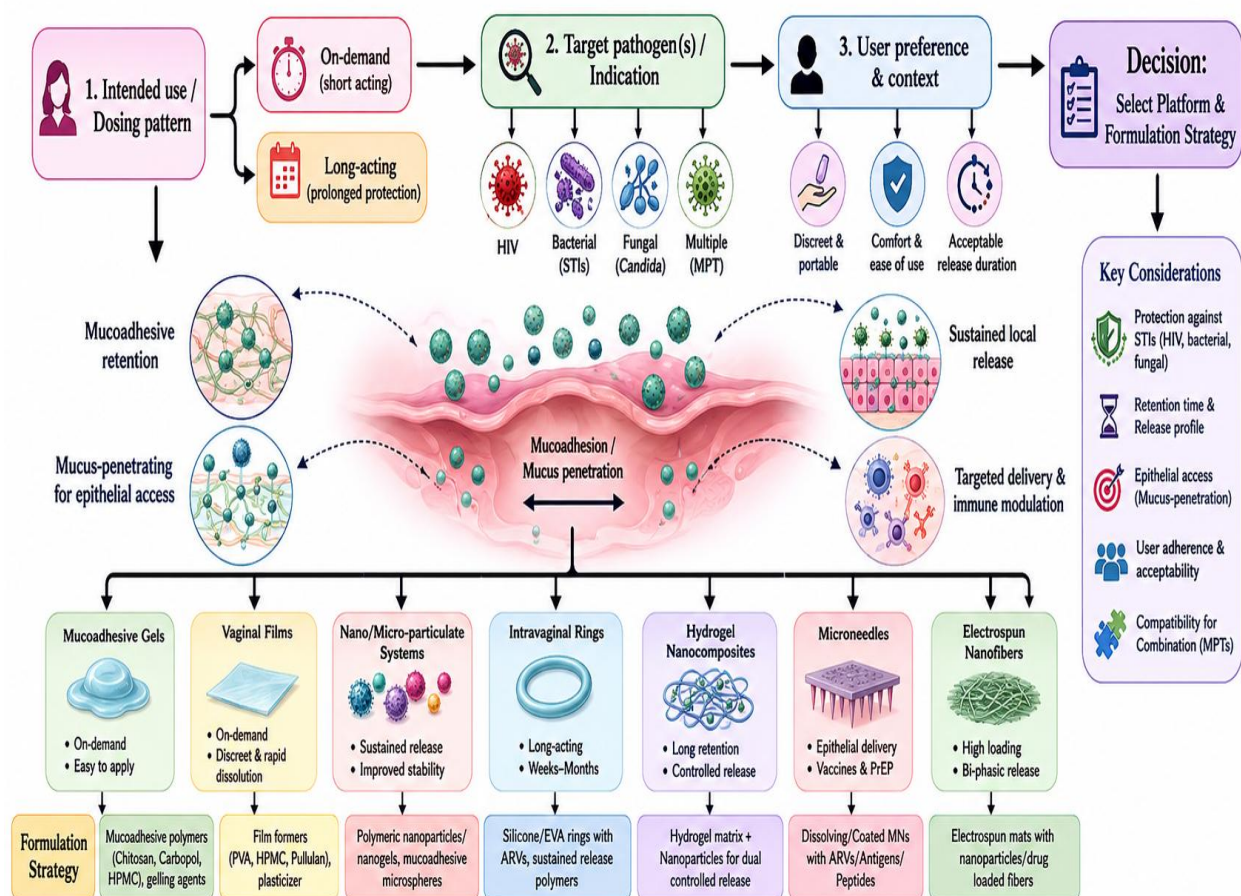 1. Intended use /
Dosing pattern
On-demand
(short acting)
Long-acting
(prolonged protection)
2. Target pathogen(s) /
Indication
HIV
Bacterial
(STIs)
Fungal
(Candida)
Multiple
(MPT)
3. User preference
& context
Discreet &
portable
Comfort &
ease of use
Acceptable
release duration
Decision:
Select Platform &
Formulation Strategy
Key Considerations
Protection against
STIs (HIV, bacterial,
fungal)
Retention time &
Release profile
Epithelial access
(Mucus-penetration)
User adherence &
acceptability
Compatibility for
Combination (MPTs)
Mucoadhesive
retention
Mucus-penetrating
for epithelial access
Mucoadhesion /
Mucus penetration
Sustained local
release
Targeted delivery &
immune modulation
Mucoadhesive Gels
• On-demand
• Easy to apply
Vaginal Films
• On-demand
• Discreet & rapid
dissolution
Nano/Micro-particulate
Systems
• Sustained release
• Improved stability
Intravaginal Rings
• Long-acting
• Weeks–Months
Hydrogel
Nanocomposites
• Long retention
• Controlled release
Microneedles
• Epithelial delivery
• Vaccines & PrEP
Electrospun
Nanofibers
• High loading
• Bi-phasic release
Formulation
Strategy
Mucoadhesive polymers
(Chitosan, Carbopol,
HPMC), gelling agents
Film formers
(PVA, HPMC, Pullulan),
plasticizer
Polymeric nanoparticles/
nanogels, mucoadhesive
microspheres
Silicone/EVA rings with
ARVs, sustained release
polymers
Hydrogel matrix +
Nanoparticles for dual
controlled release
Dissolving/Coated MNs
with ARVs/Antigens/
Peptides
Electrospun mats with
nanoparticles/drug
loaded fibers